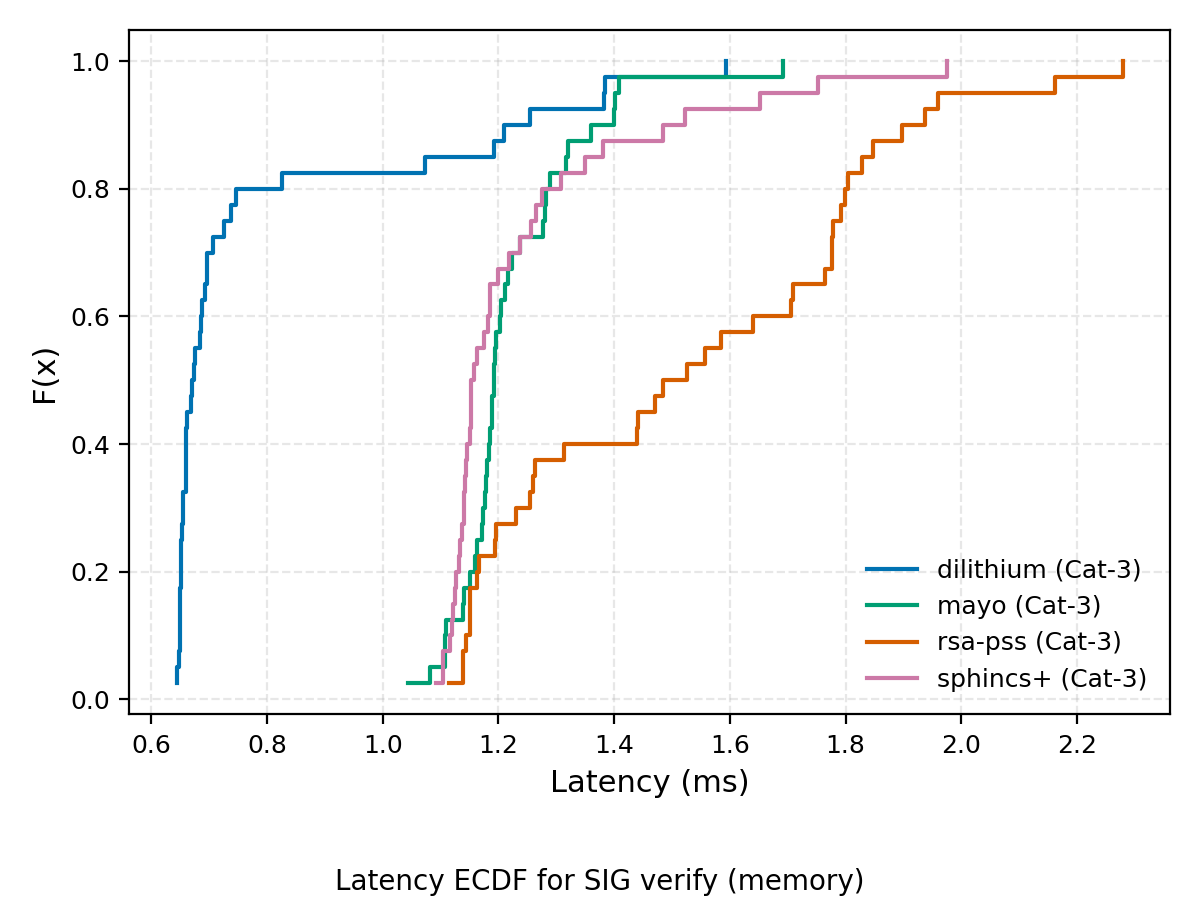 1.0
0.8
0.6
0.4
0.2
0.0
F(x)
dilithium (Cat-3)
mayo (Cat-3)
rsa-pss (Cat-3)
sphincs+ (Cat-3)
0.6 0.8 1.0 1.2 1.4 1.6 1.8 2.0 2.2
Latency (ms)
Latency ECDF for SIG verify (memory)